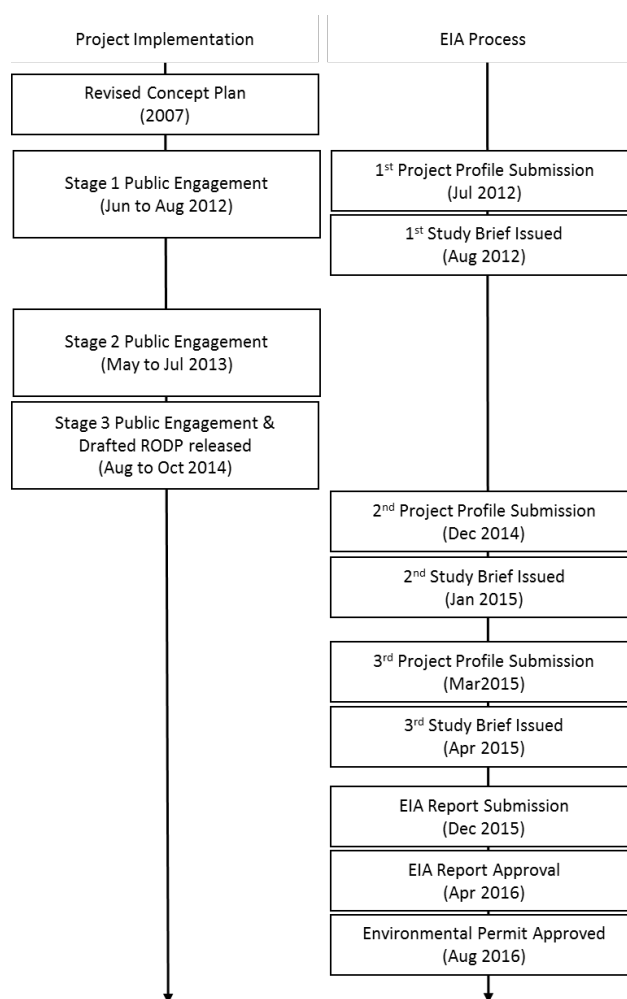 Project Implementation
EIA Process
Revised Concept Plan
(2007)
Stage 1 Public Engagement
(Jun to Aug 2012)
1st Project Profile Submission
(Jul 2012)
1st Study Brief Issued
(Aug 2012)
Stage 2 Public Engagement
(May to Jul 2013)
Stage 3 Public Engagement &
Drafted RODP released
(Aug to Oct 2014)
2nd Project Profile Submission
(Dec 2014)
2nd Study Brief Issued
(Jan 2015)
3rd Project Profile Submission
(Mar2015)
3rd Study Brief Issued
(Apr 2015)
EIA Report Submission
(Dec 2015)
EIA Report Approval
(Apr 2016)
Environmental Permit Approved
(Aug 2016)